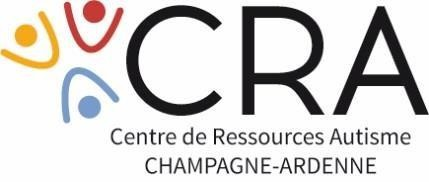 CRA
Centre de Ressources Autisme
CHAMPAGNE-ARDENNE